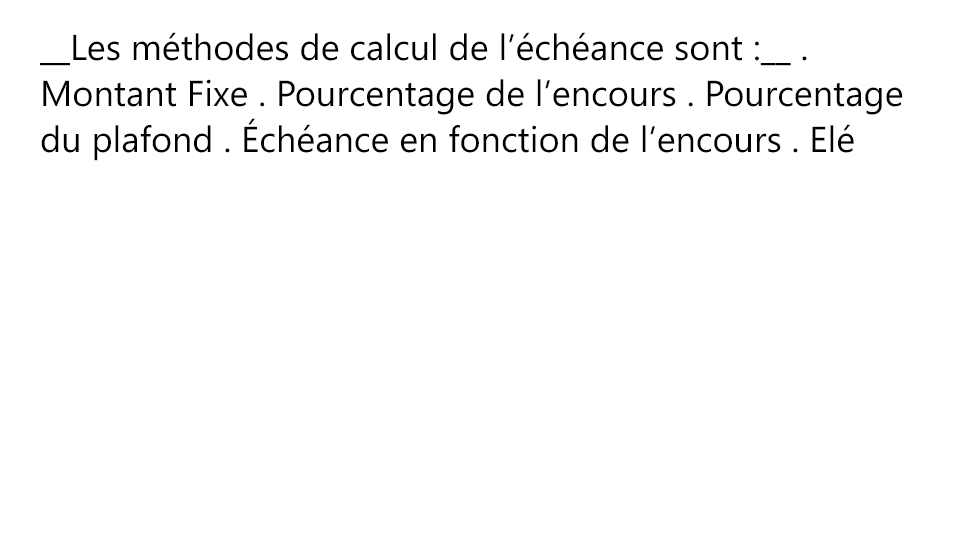 __Les méthodes de calcul de l’échéance sont :__ .
Montant Fixe . Pourcentage de l’encours . Pourcentage
du plafond . Échéance en fonction de l’encours . Elé